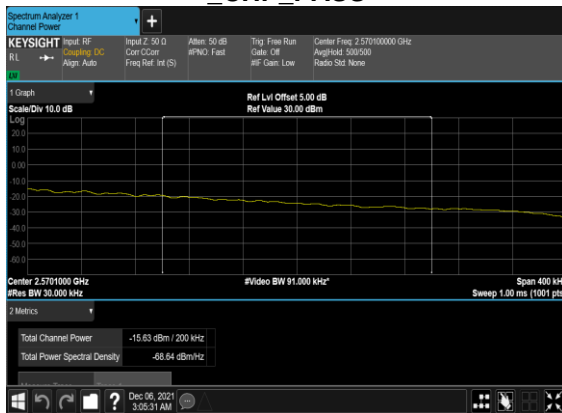 Spectrum Analyzer 1
Channel Power
+
KEYSIGHT
RL
Input: RF
Coupling: DC
Align: Auto
Input Z: 50 Ω
Corr CCorr
Freq Ref: Int (S)
Atten: 50 dB
#PNO: Fast
Trig: Free Run
Gate: Off
#IF Gain: Low
Center Freq: 2.570100000 GHz
Avg|Hold: 500/500
Radio Std: None
1 Graph
Scale/Div 10.0 dB
Ref Lvl Offset 5.00 dB
Ref Value 30.00 dBm
Log
20.0
10.0
0.00
-10.0
-20.0
-30.0
-40.0
-50.0
-60.0
Center 2.5701000 GHz
#Video BW 91.000 kHz*
Span 400 kH
#Res BW 30.000 kHz
Sweep 1.00 ms (1001 pts
2 Metrics
Total Channel Power -15.63 dBm / 200 kHz
Total Power Spectral Density -68.64 dBm/Hz
?
Dec 06, 2021
3:05:31 AM